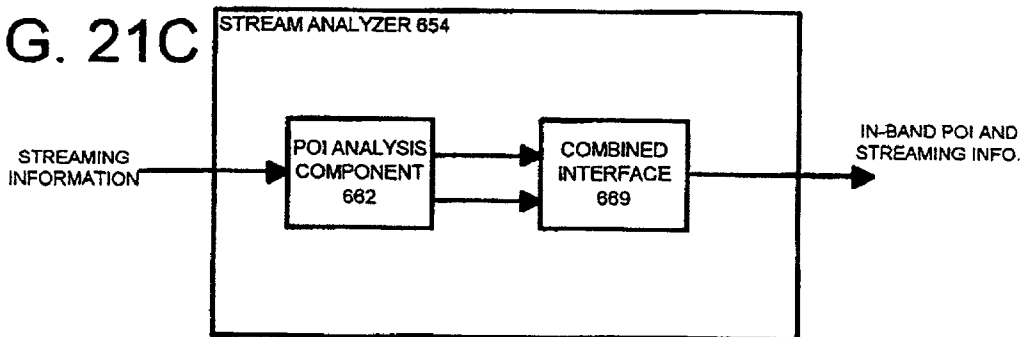 G. 21C
STREAM ANALYZER 654
STREAMING
INFORMATION
POI ANALYSIS
COMPONENT
662
COMBINED
INTERFACE
669
IN-BAND POI AND
STREAMING INFO.